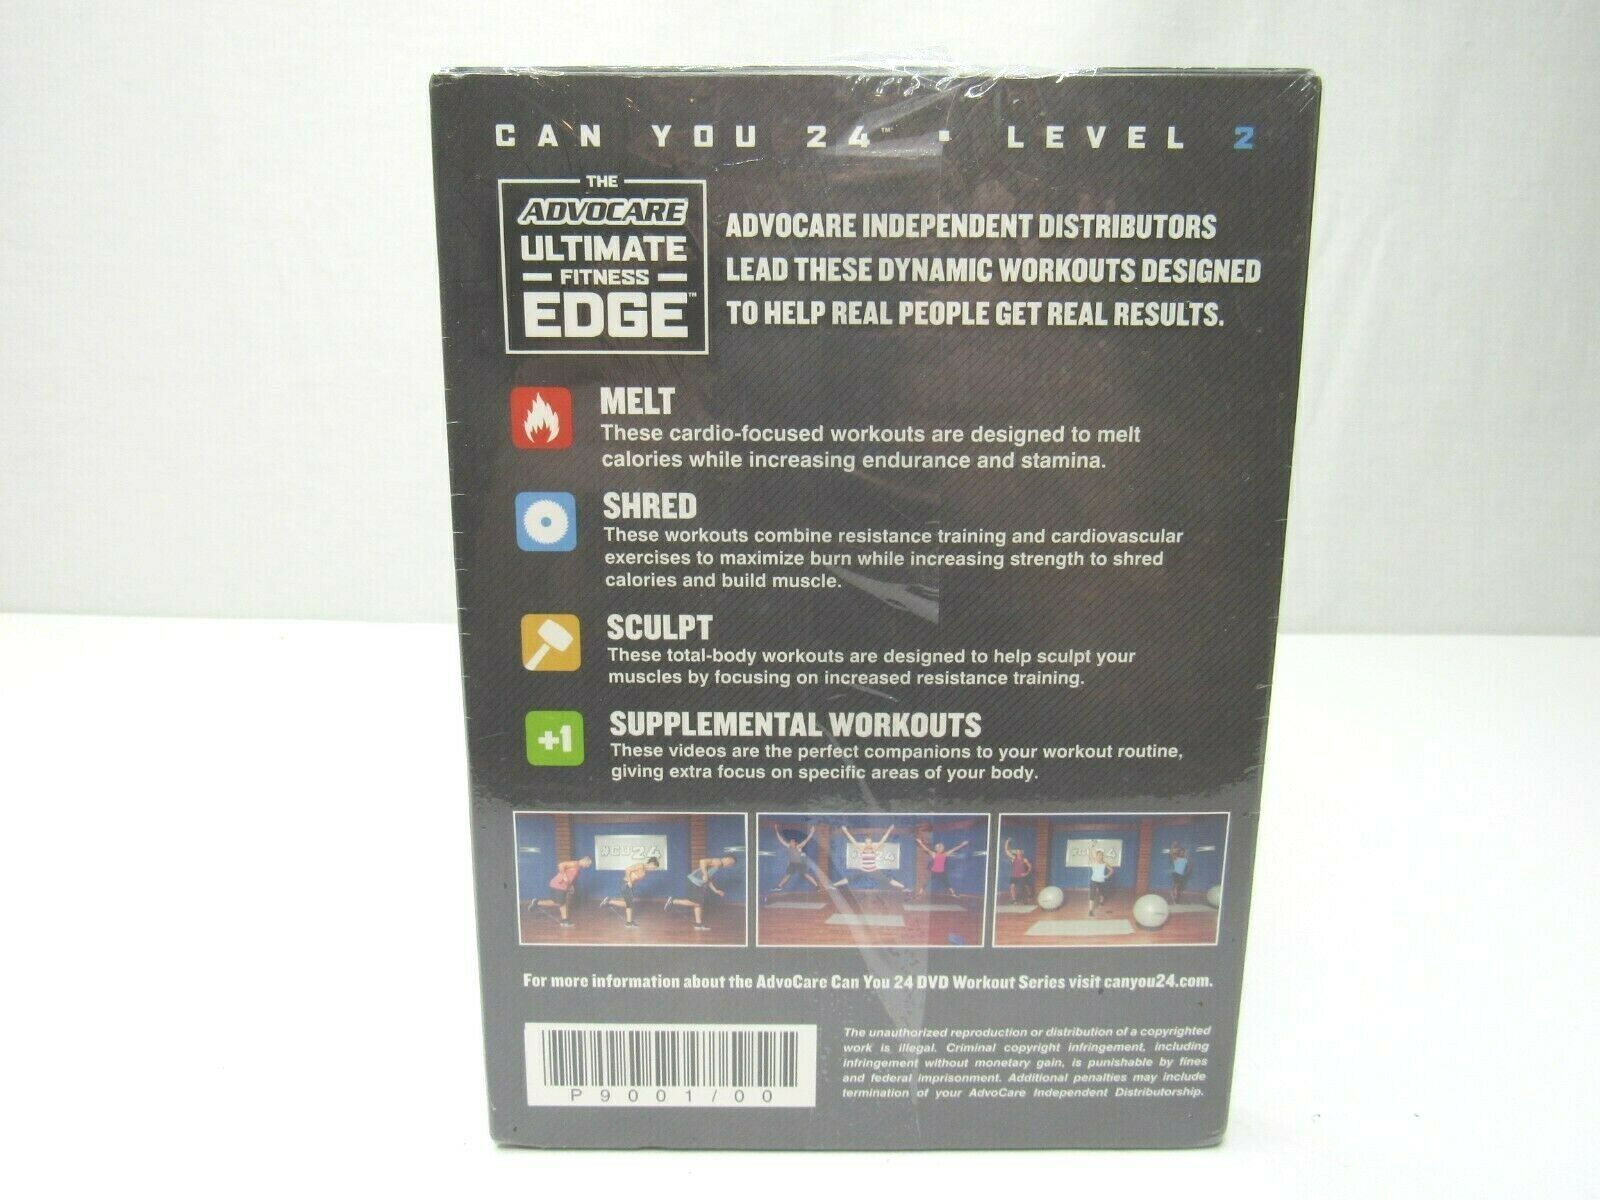 CAN YOU 24™ • LEVEL 2
THE
ADVOCARE
ULTIMATE
FITNESS
EDGE™
ADVOCARE INDEPENDENT DISTRIBUTORS
LEAD THESE DYNAMIC WORKOUTS DESIGNED
TO HELP REAL PEOPLE GET REAL RESULTS.
MELT
These cardio-focused workouts are designed to melt
calories while increasing endurance and stamina.
SHRED
These workouts combine resistance training and cardiovascular
exercises to maximize burn while increasing strength to shred
calories and build muscle.
SCULPT
These total-body workouts are designed to help sculpt your
muscles by focusing on increased resistance training.
+1
SUPPLEMENTAL WORKOUTS
These videos are the perfect companions to your workout routine,
giving extra focus on specific areas of your body.
#CU24
For more information about the AdvoCare Can You 24 DVD Workout Series visit canyou24.com.
P9001/00
The unauthorized reproduction or distribution of a copyrighted
work is illegal. Criminal copyright infringement, including
infringement without monetary gain, is punishable by fines
and federal imprisonment. Additional penalties may include
termination of your AdvoCare Independent Distributorship.